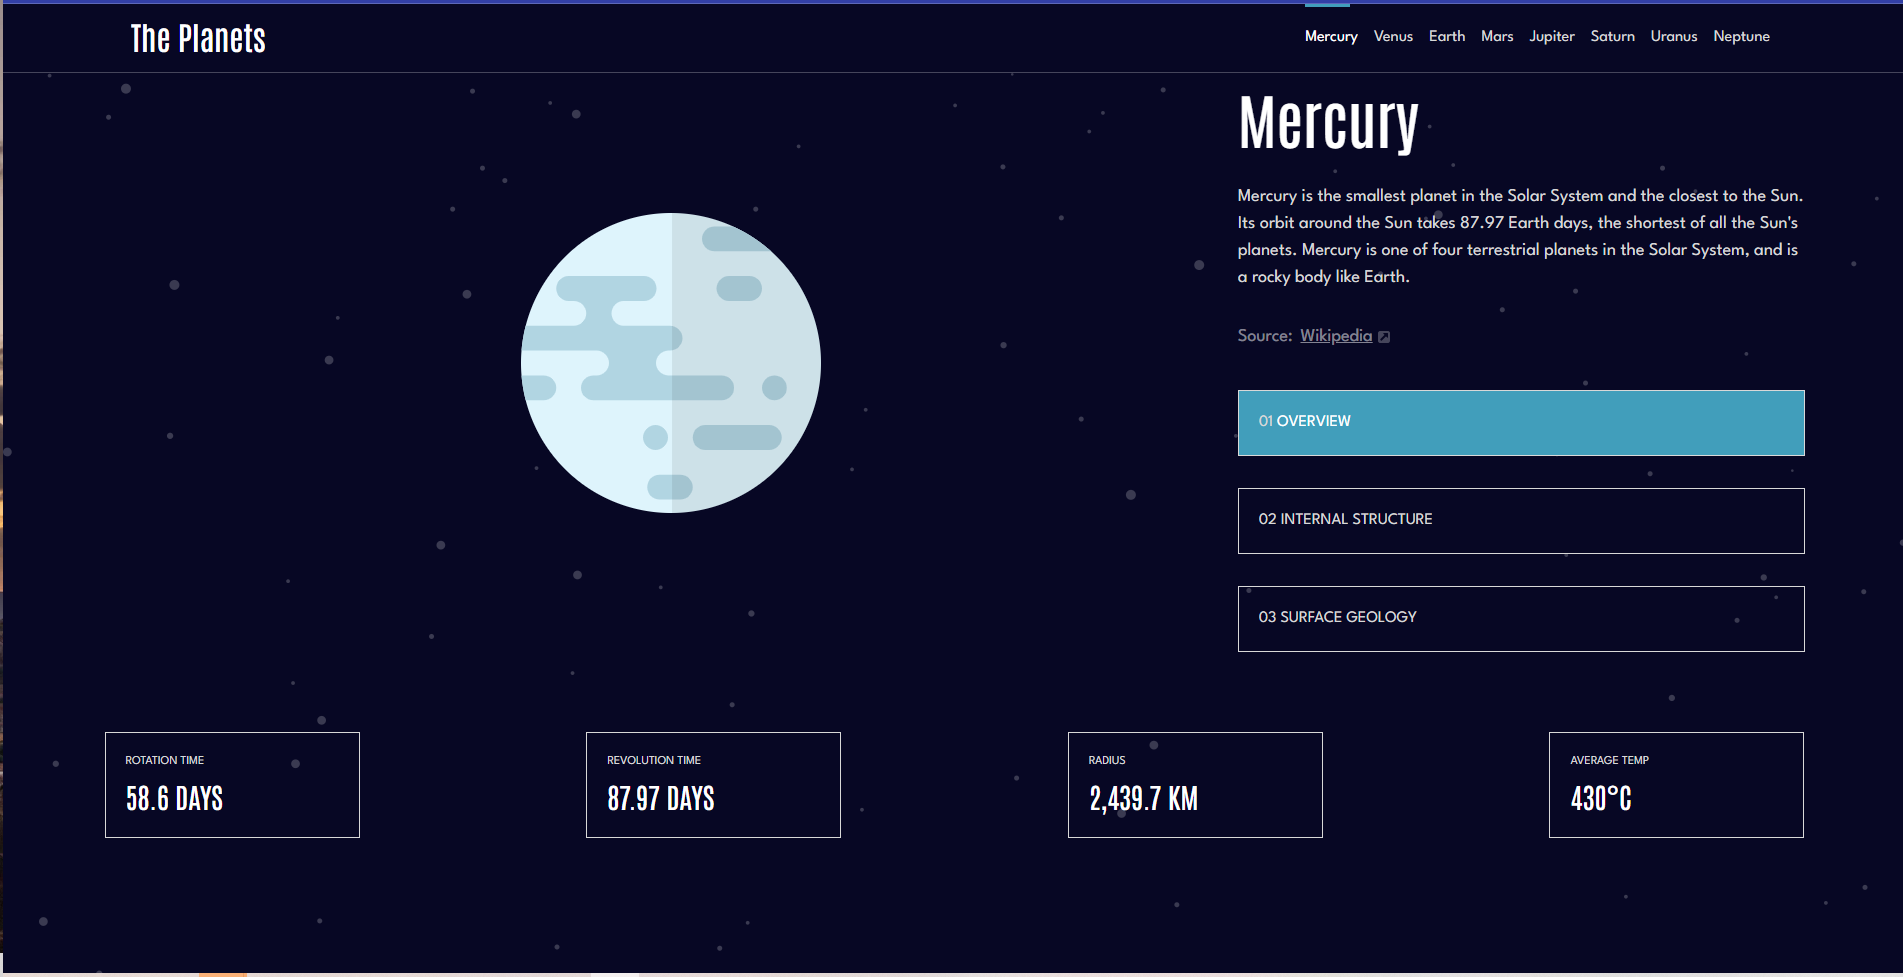 The Planets
Mercury Venus Earth Mars Jupiter Saturn Uranus Neptune
Mercury
Mercury is the smallest planet in the Solar System and the closest to the Sun.
Its orbit around the Sun takes 87.97 Earth days, the shortest of all the Sun's
planets. Mercury is one of four terrestrial planets in the Solar System, and is
a rocky body like Earth.
Source: Wikipedia
01 OVERVIEW
02 INTERNAL STRUCTURE
03 SURFACE GEOLOGY
ROTATION TIME
58.6 DAYS
REVOLUTION TIME
87.97 DAYS
RADIUS
2,439.7 KM
AVERAGE TEMP
430°C